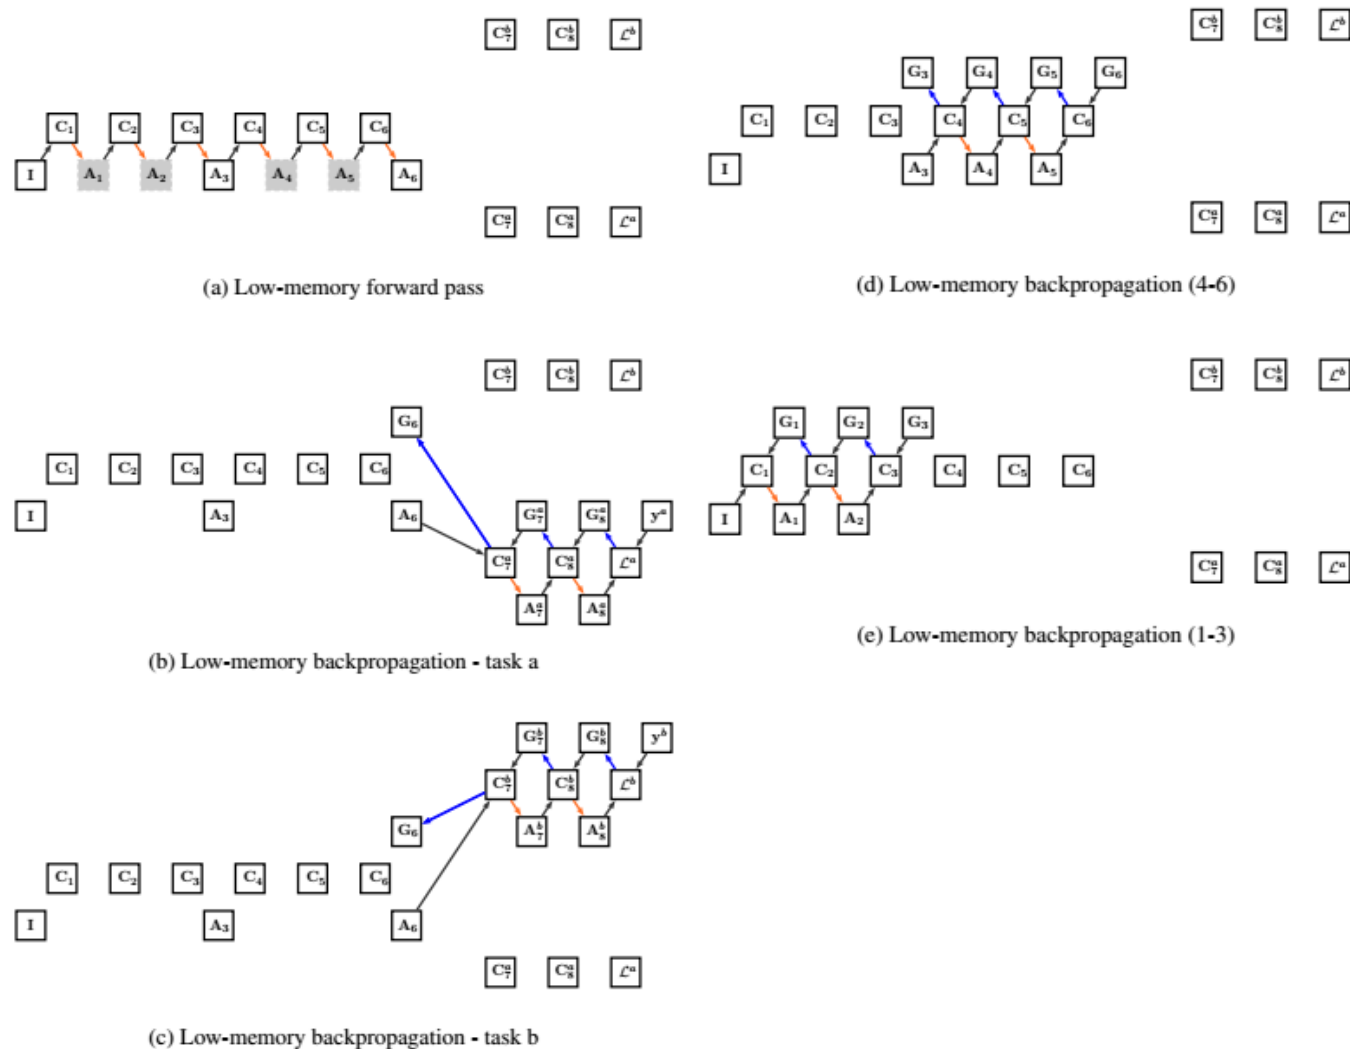 C₇ᵇ C₈ᵇ ℒᵇ
C₁ C₂ C₃ C₄ C₅ C₆
I A₁ A₂ A₃ A₄ A₅ A₆
C₇ᵃ C₈ᵃ ℒᵃ
(a) Low-memory forward pass
C₇ᵇ C₈ᵇ ℒᵇ
G₆
C₁ C₂ C₃ C₄ C₅ C₆
I A₃ A₆ G₇ᵃ G₈ᵃ yᵃ
C₇ᵃ C₈ᵃ ℒᵃ
A₇ᵃ A₈ᵃ
(b) Low-memory backpropagation - task a
G₇ᵇ G₈ᵇ yᵇ
C₇ᵇ C₈ᵇ ℒᵇ
G₆ A₇ᵇ A₈ᵇ
C₁ C₂ C₃ C₄ C₅ C₆
I A₃ A₆
C₇ᵃ C₈ᵃ ℒᵃ
(c) Low-memory backpropagation - task b
C₇ᵇ C₈ᵇ ℒᵇ
G₃ G₄ G₅ G₆
C₁ C₂ C₃ C₄ C₅ C₆
I A₃ A₄ A₅
C₇ᵃ C₈ᵃ ℒᵃ
(d) Low-memory backpropagation (4-6)
C₇ᵇ C₈ᵇ ℒᵇ
G₁ G₂ G₃
C₁ C₂ C₃ C₄ C₅ C₆
I A₁ A₂
C₇ᵃ C₈ᵃ ℒᵃ
(e) Low-memory backpropagation (1-3)